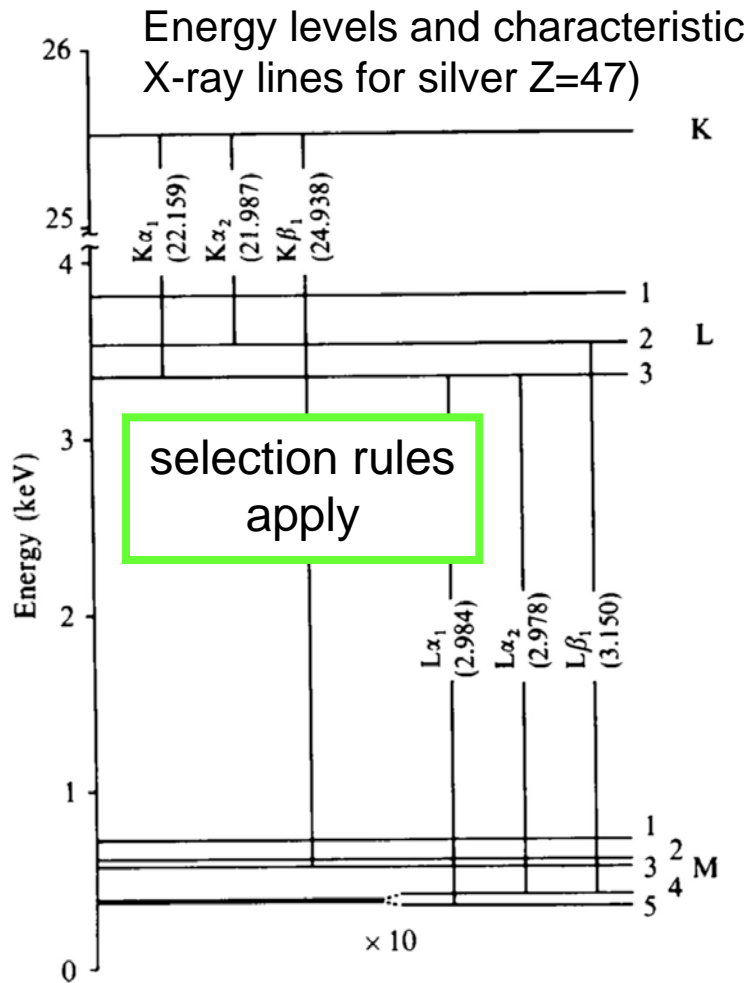 Energy levels and characteristic
X-ray lines for silver Z=47)
26
K
25
Kα₁
(22.159)
Kα₂
(21.987)
Kβ₁
(24.938)
4
1
2
L
3
3
selection rules
apply
Energy (keV)
2
Lα₁
(2.984)
Lα₂
(2.978)
Lβ₁
(3.150)
1
1
2
3
M
4
5
× 10
0